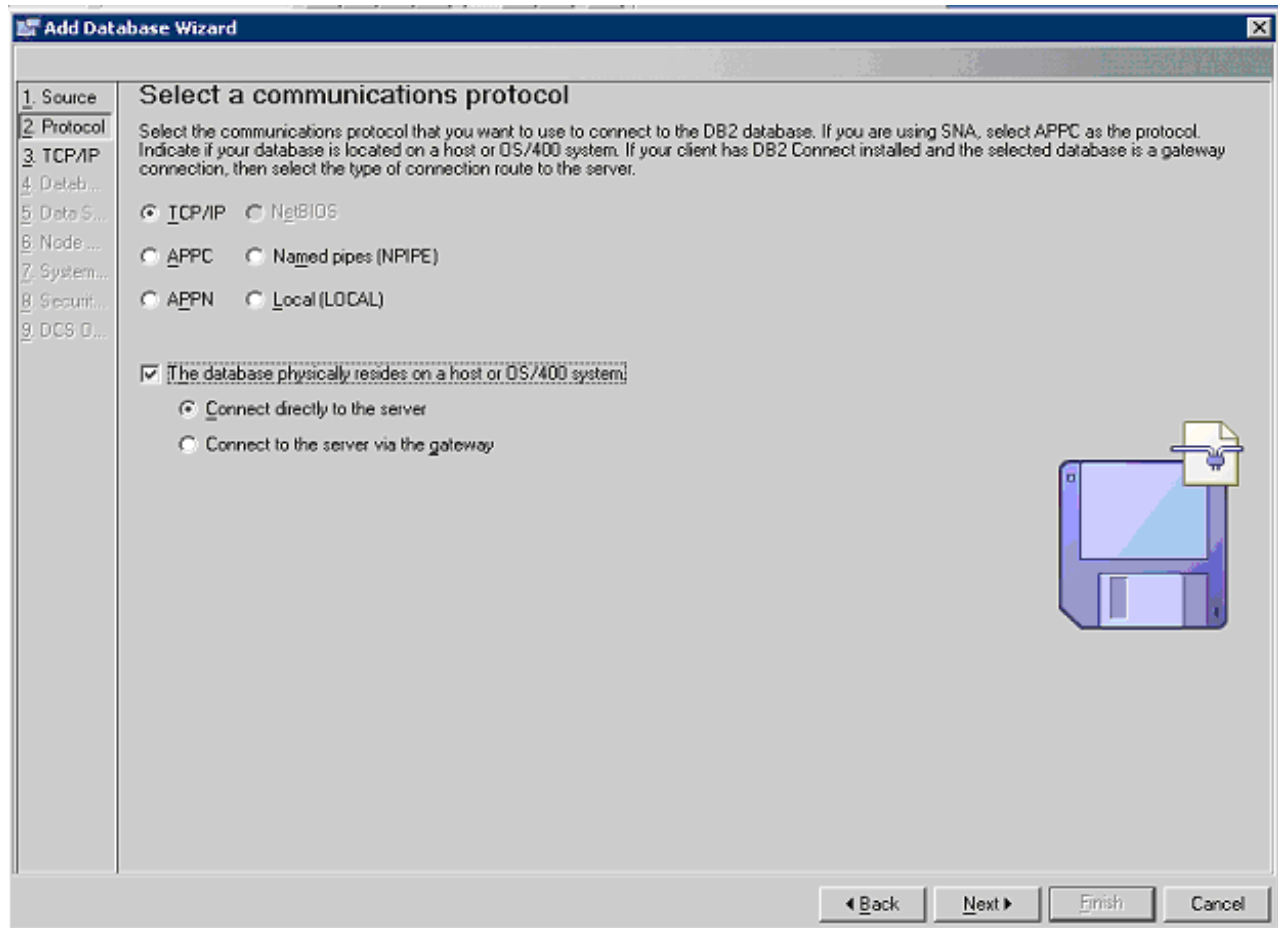 Add Database Wizard
1. Source
2. Protocol
3. TCP/IP
4. Datab...
5. Data S...
6. Node ...
7. System...
8. Securit...
9. DCS O...
Select a communications protocol
Select the communications protocol that you want to use to connect to the DB2 database. If you are using SNA, select APPC as the protocol.
Indicate if your database is located on a host or OS/400 system. If your client has DB2 Connect installed and the selected database is a gateway
connection, then select the type of connection route to the server.
TCP/IP NetBIOS
APPC Named pipes (NPIPE)
APPN Local (LOCAL)
The database physically resides on a host or OS/400 system.
Connect directly to the server
Connect to the server via the gateway
Back Next Finish Cancel